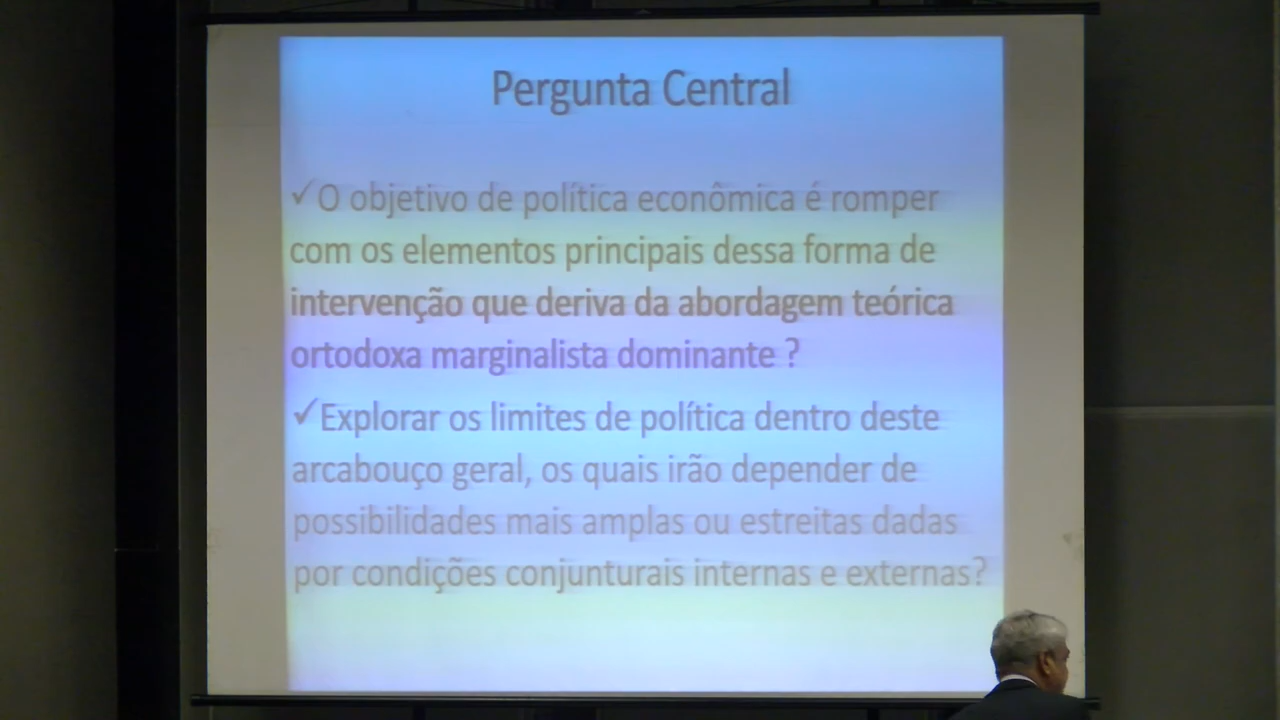 Pergunta Central
✓O objetivo de política econômica é romper
com os elementos principais dessa forma de
intervenção que deriva da abordagem teórica
ortodoxa marginalista dominante ?
✓Explorar os limites de política dentro deste
arcabouço geral, os quais irão depender de
possibilidades mais amplas ou estreitas dadas
por condições conjunturais internas e externas?